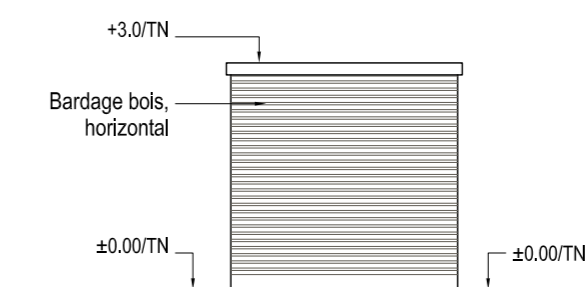 +3.0/TN
Bardage bois,
horizontal
±0.00/TN
±0.00/TN